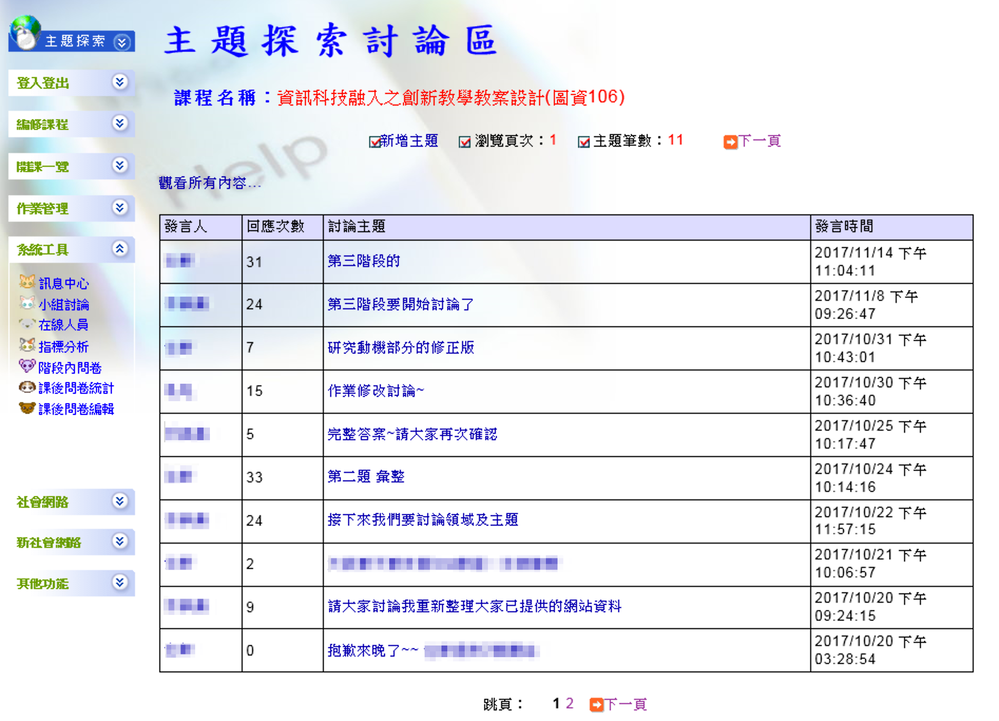 主題探索
登入登出
編修課程
開課一覽
作業管理
系統工具
訊息中心
小組討論
在線人員
指標分析
階段內問卷
課後問卷統計
課後問卷編輯
社會網路
新社會網路
其他功能
主題探索討論區
課程名稱：資訊科技融入之創新教學教案設計(圖資106)
新增主題 瀏覽頁次：1 主題筆數：11 下一頁
Help
觀看所有內容...
發言人 回應次數 討論主題 發言時間
31 第三階段的 2017/11/14 下午
11:04:11
24 第三階段要開始討論了 2017/11/8 下午
09:26:47
7 研究動機部分的修正版 2017/10/31 下午
10:43:01
15 作業修改討論~ 2017/10/30 下午
10:36:40
5 完整答案~請大家再次確認 2017/10/25 下午
10:17:47
33 第二題 彙整 2017/10/24 下午
10:14:16
24 接下來我們要討論領域及主題 2017/10/22 下午
11:57:15
2 2017/10/21 下午
10:06:57
9 請大家討論我重新整理大家已提供的網站資料 2017/10/20 下午
09:24:15
0 抱歉來晚了~~ 2017/10/20 下午
03:28:54
跳頁： 1 2 下一頁